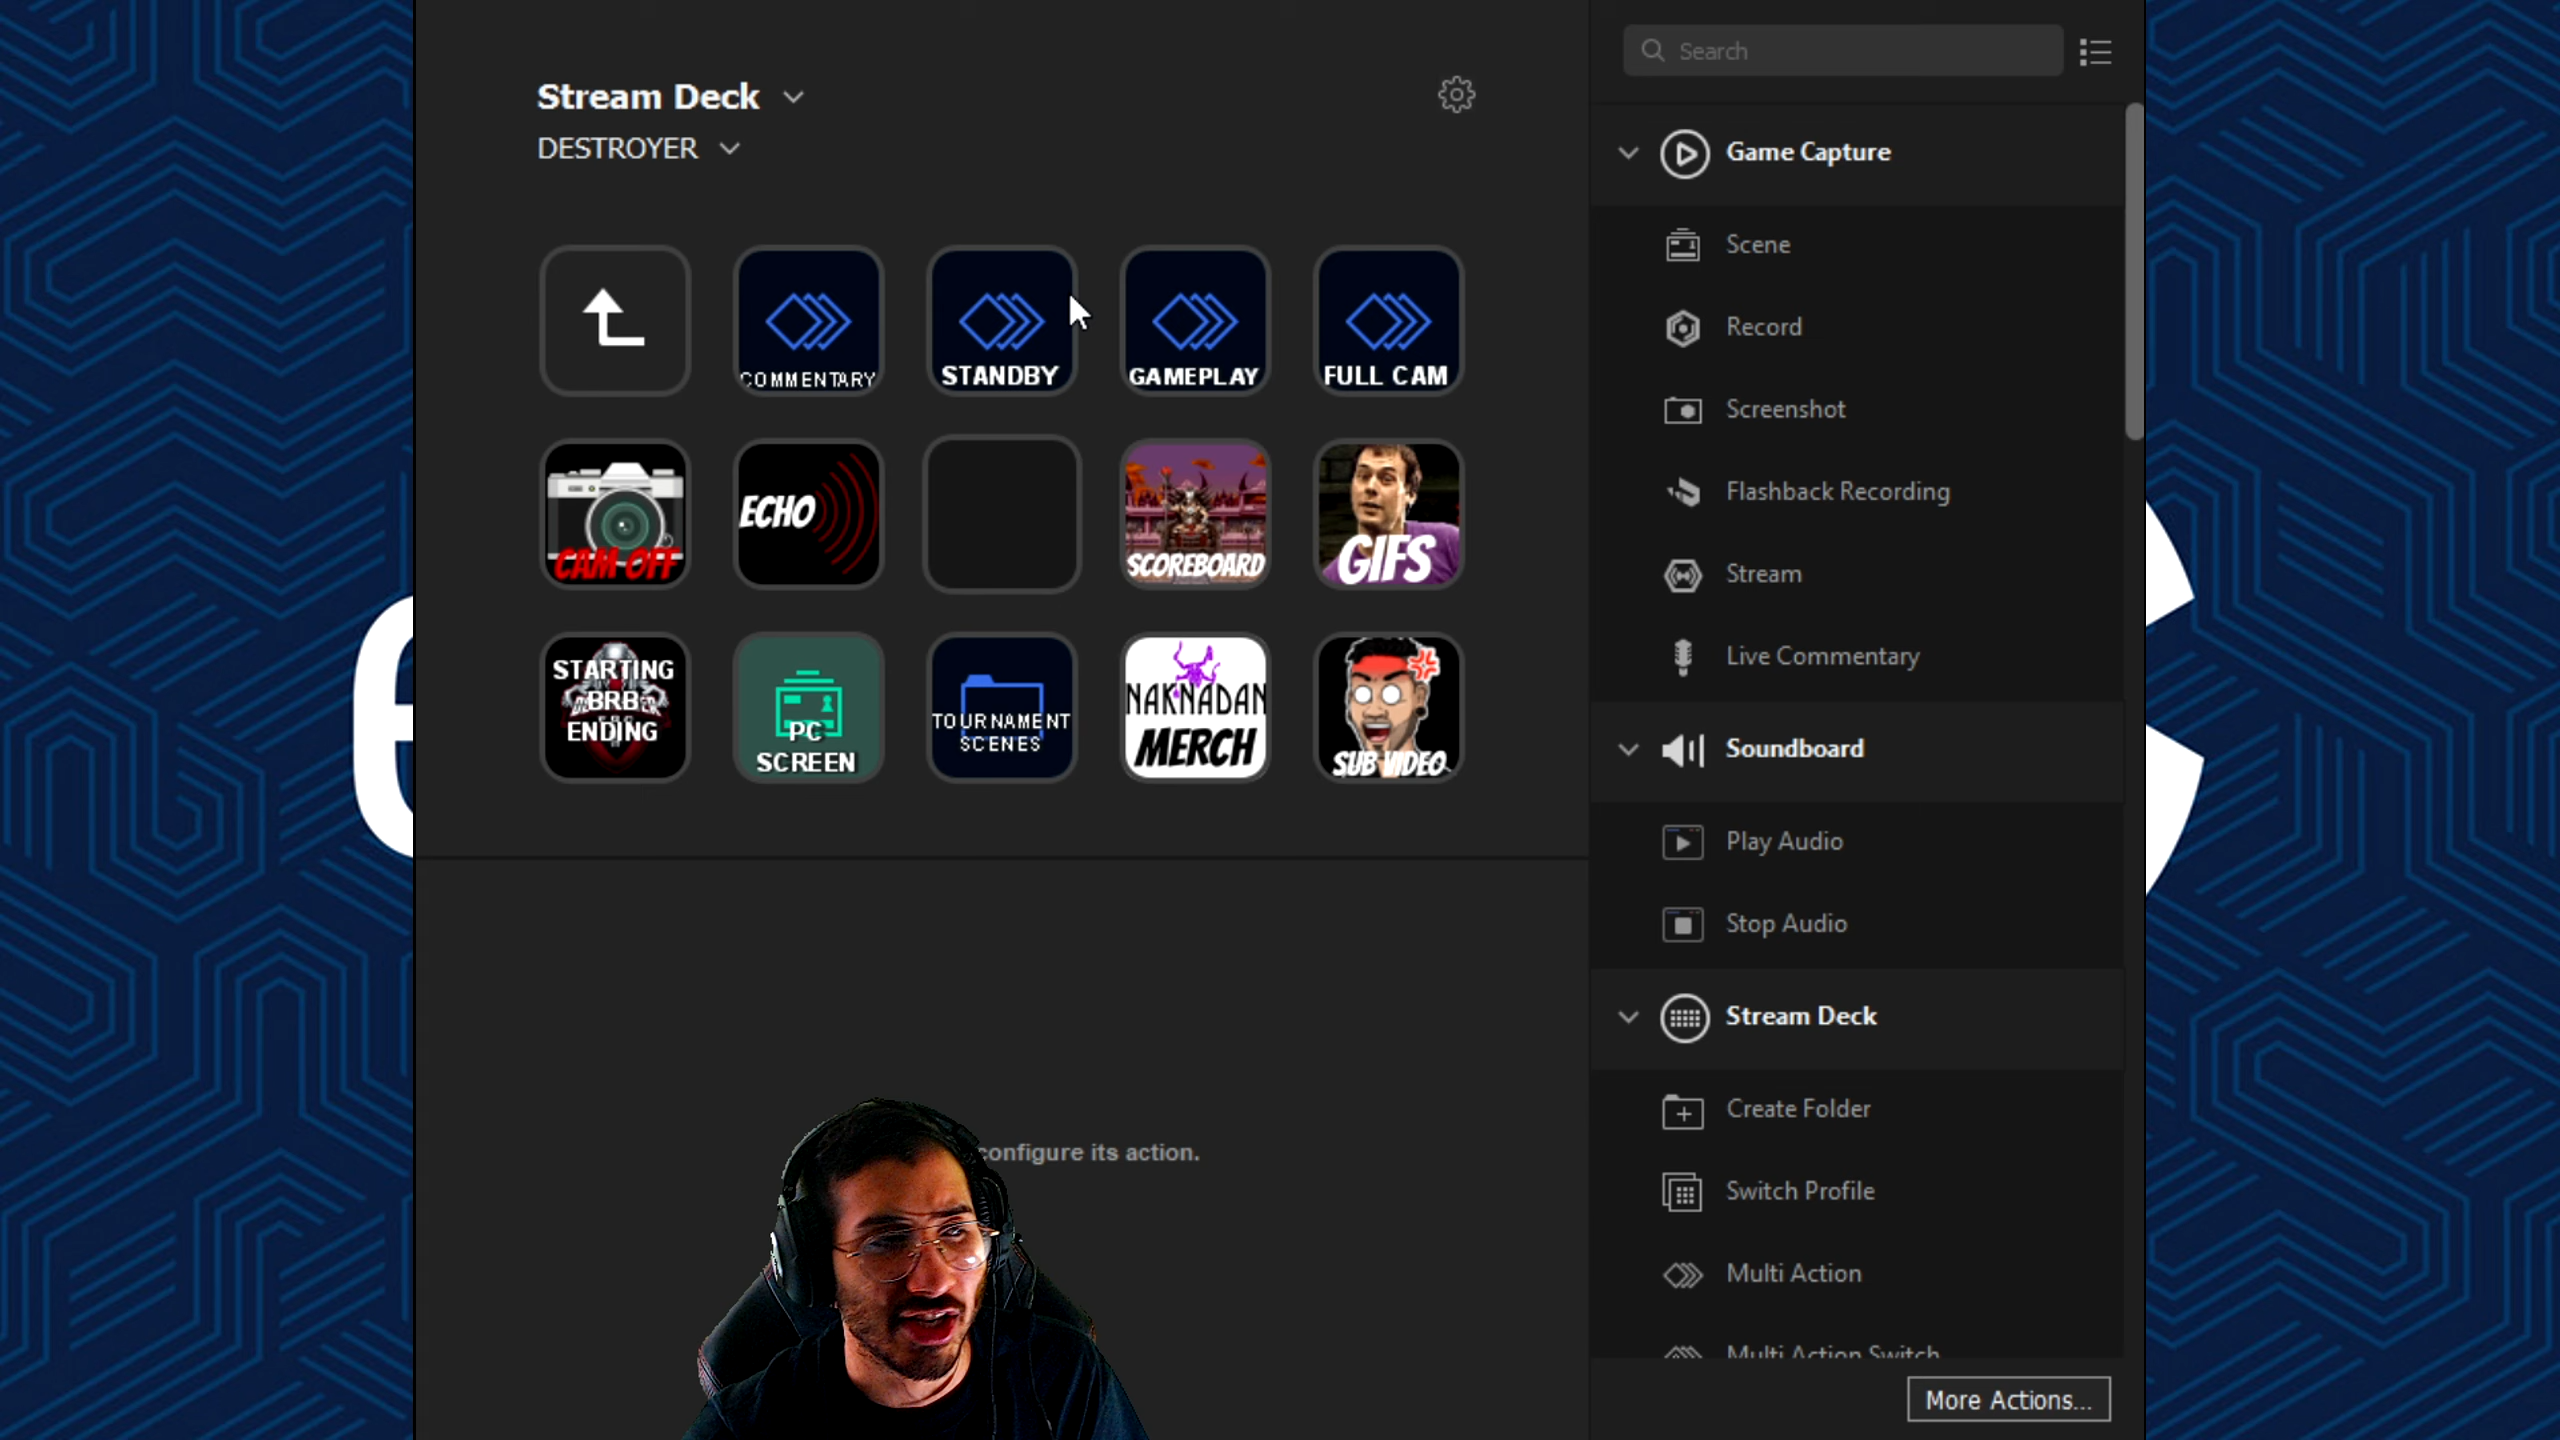 Stream Deck
DESTROYER
COMMENTARY
STANDBY
GAMEPLAY
FULL CAM
CAM OFF
ECHO
SCOREBOARD
GIFS
STARTING
BRB
ENDING
PC
SCREEN
TOURNAMENT
SCENES
NAKNADAN
MERCH
SUB VIDEO
configure its action.
Search
Game Capture
Scene
Record
Screenshot
Flashback Recording
Stream
Live Commentary
Soundboard
Play Audio
Stop Audio
Stream Deck
Create Folder
Switch Profile
Multi Action
Multi Action Switch
More Actions...